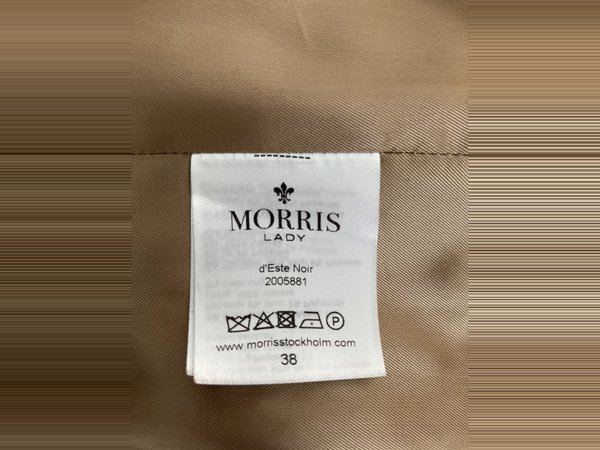 MORRIS
LADY
d'Este Noir
2005881
P
www.morrisstockholm.com
38